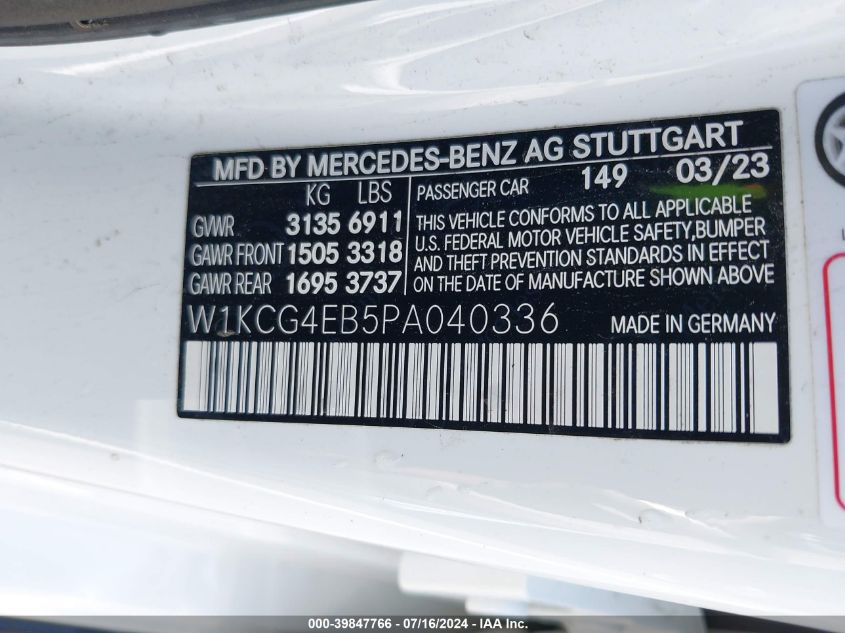 MFD BY MERCEDES-BENZ AG STUTTGART
KG LBS
PASSENGER CAR 149 03/23
GVWR 3135 6911
GAWR FRONT 1505 3318
GAWR REAR 1695 3737
THIS VEHICLE CONFORMS TO ALL APPLICABLE
U.S. FEDERAL MOTOR VEHICLE SAFETY, BUMPER
AND THEFT PREVENTION STANDARDS IN EFFECT
ON THE DATE OF MANUFACTURE SHOWN ABOVE
W1KCG4EB5PA040336 MADE IN GERMANY
000-39847766 - 07/16/2024 - IAA Inc.